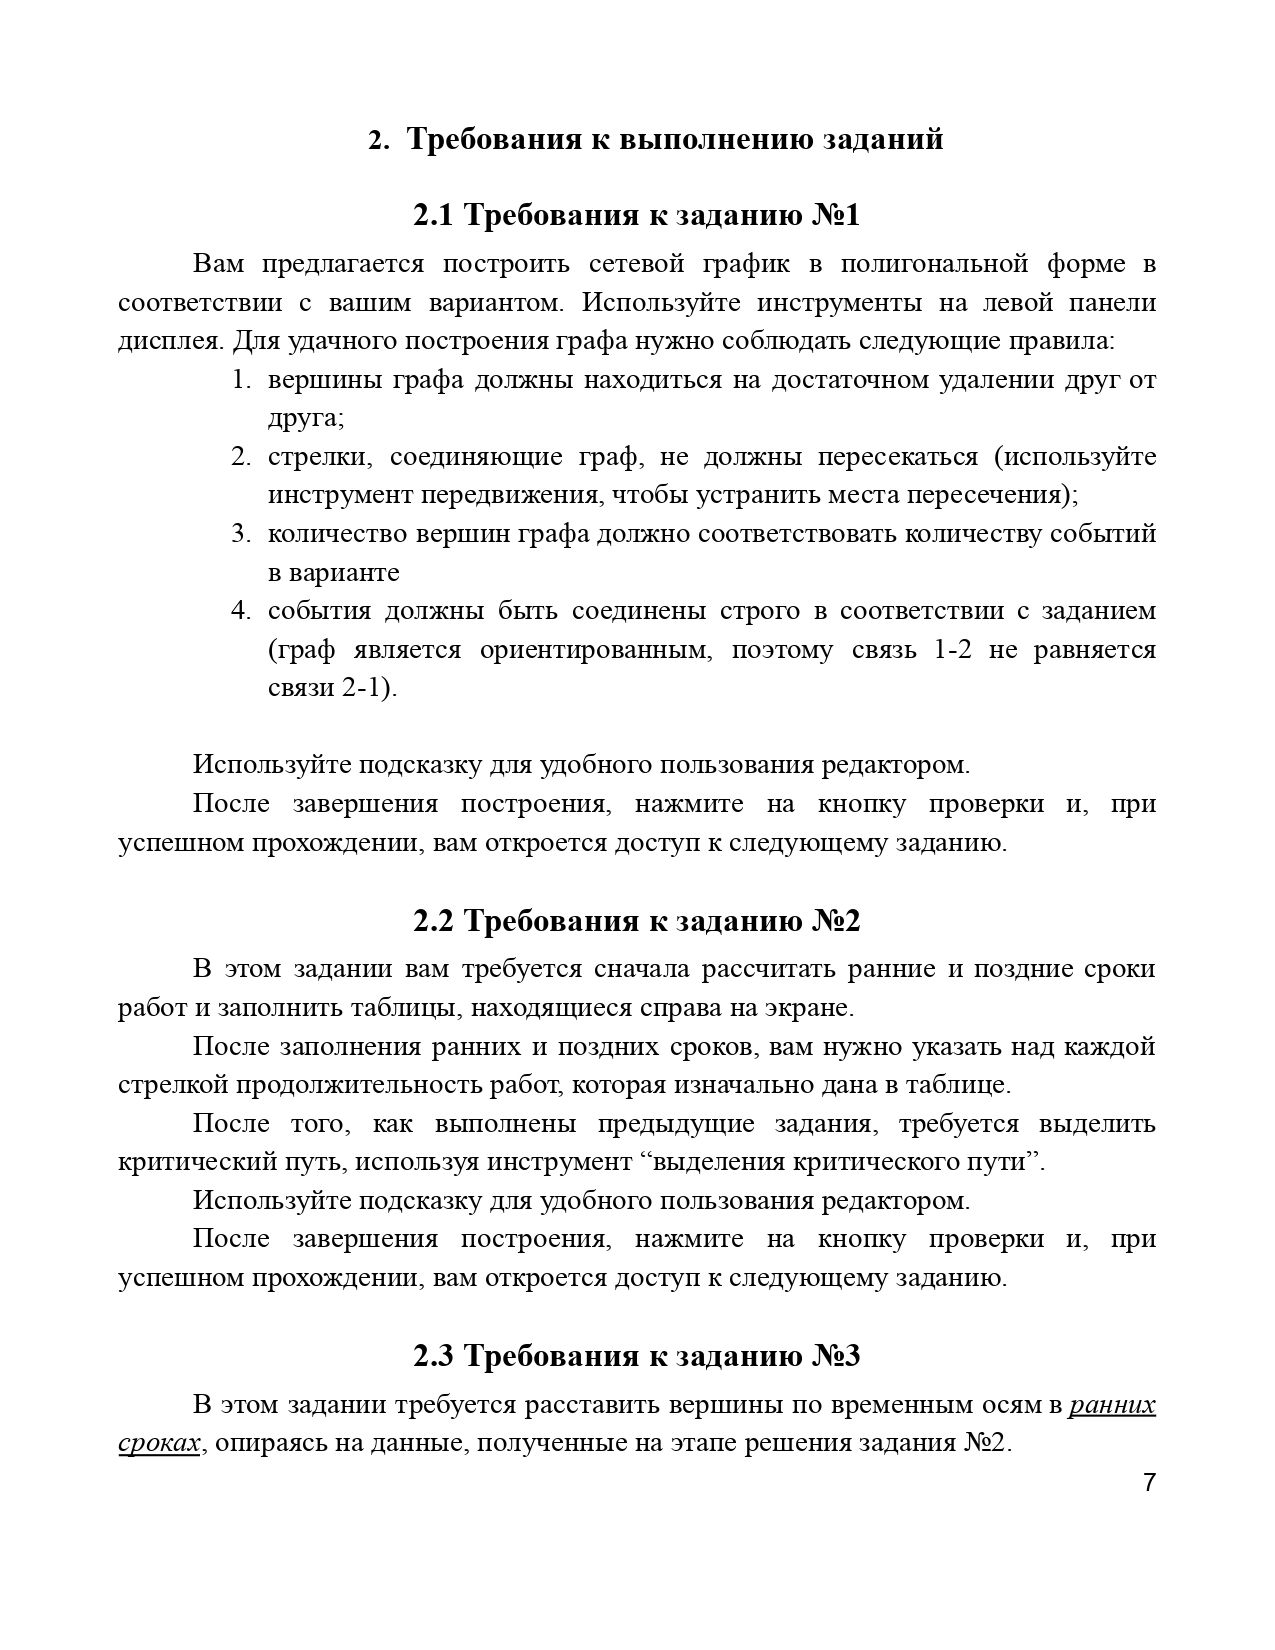 2. Требования к выполнению заданий
2.1 Требования к заданию №1
Вам предлагается построить сетевой график в полигональной форме в
соответствии с вашим вариантом. Используйте инструменты на левой панели
дисплея. Для удачного построения графа нужно соблюдать следующие правила:
1. вершины графа должны находиться на достаточном удалении друг от
друга;
2. стрелки, соединяющие граф, не должны пересекаться (используйте
инструмент передвижения, чтобы устранить места пересечения);
3. количество вершин графа должно соответствовать количеству событий
в варианте
4. события должны быть соединены строго в соответствии с заданием
(граф является ориентированным, поэтому связь 1-2 не равняется
связи 2-1).
Используйте подсказку для удобного пользования редактором.
После завершения построения, нажмите на кнопку проверки и, при
успешном прохождении, вам откроется доступ к следующему заданию.
2.2 Требования к заданию №2
В этом задании вам требуется сначала рассчитать ранние и поздние сроки
работ и заполнить таблицы, находящиеся справа на экране.
После заполнения ранних и поздних сроков, вам нужно указать над каждой
стрелкой продолжительность работ, которая изначально дана в таблице.
После того, как выполнены предыдущие задания, требуется выделить
критический путь, используя инструмент “выделения критического пути”.
Используйте подсказку для удобного пользования редактором.
После завершения построения, нажмите на кнопку проверки и, при
успешном прохождении, вам откроется доступ к следующему заданию.
2.3 Требования к заданию №3
В этом задании требуется расставить вершины по временным осям в ранних
сроках, опираясь на данные, полученные на этапе решения задания №2.
7